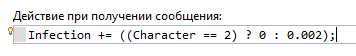 Действие при получении сообщения:
Infection += ((Character == 2) ? 0 : 0.002);